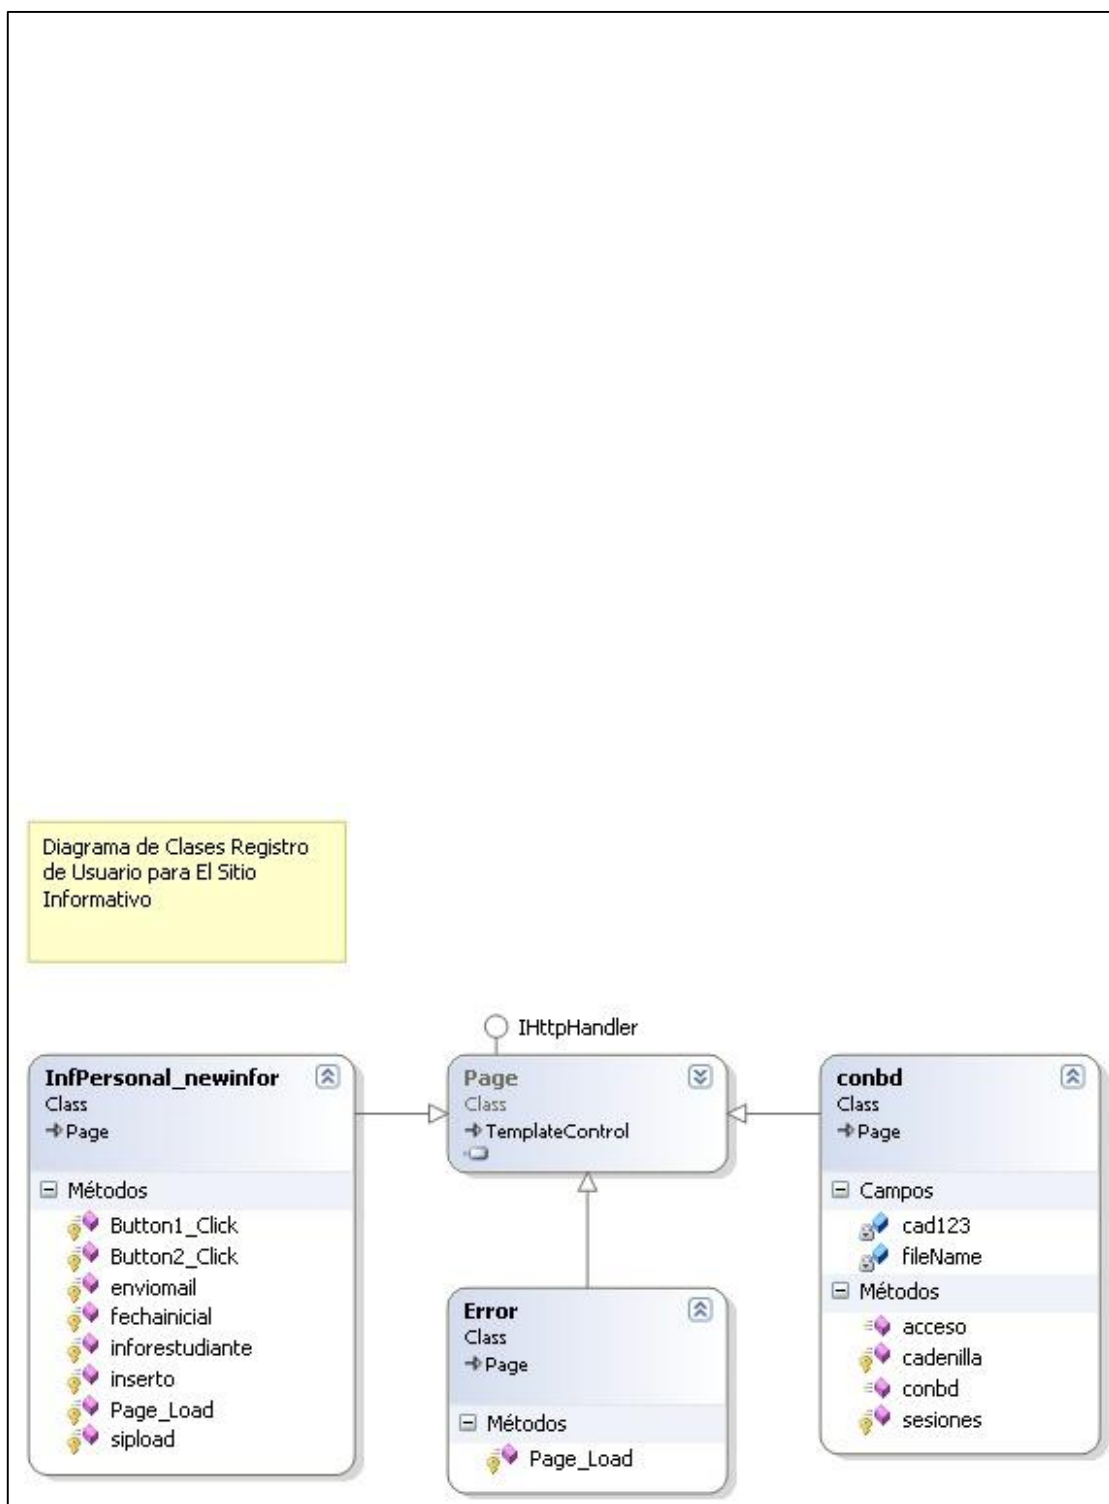 Diagrama de Clases Registro
de Usuario para El Sitio
Informativo
IHttpHandler
InfPersonal_newinfor
Class
Page
Métodos
Button1_Click
Button2_Click
enviomail
fechainicial
inforestudiante
inserto
Page_Load
sipload
Page
Class
TemplateControl
Error
Class
Page
Métodos
Page_Load
conbd
Class
Page
Campos
cad123
fileName
Métodos
acceso
cadenilla
conbd
sesiones